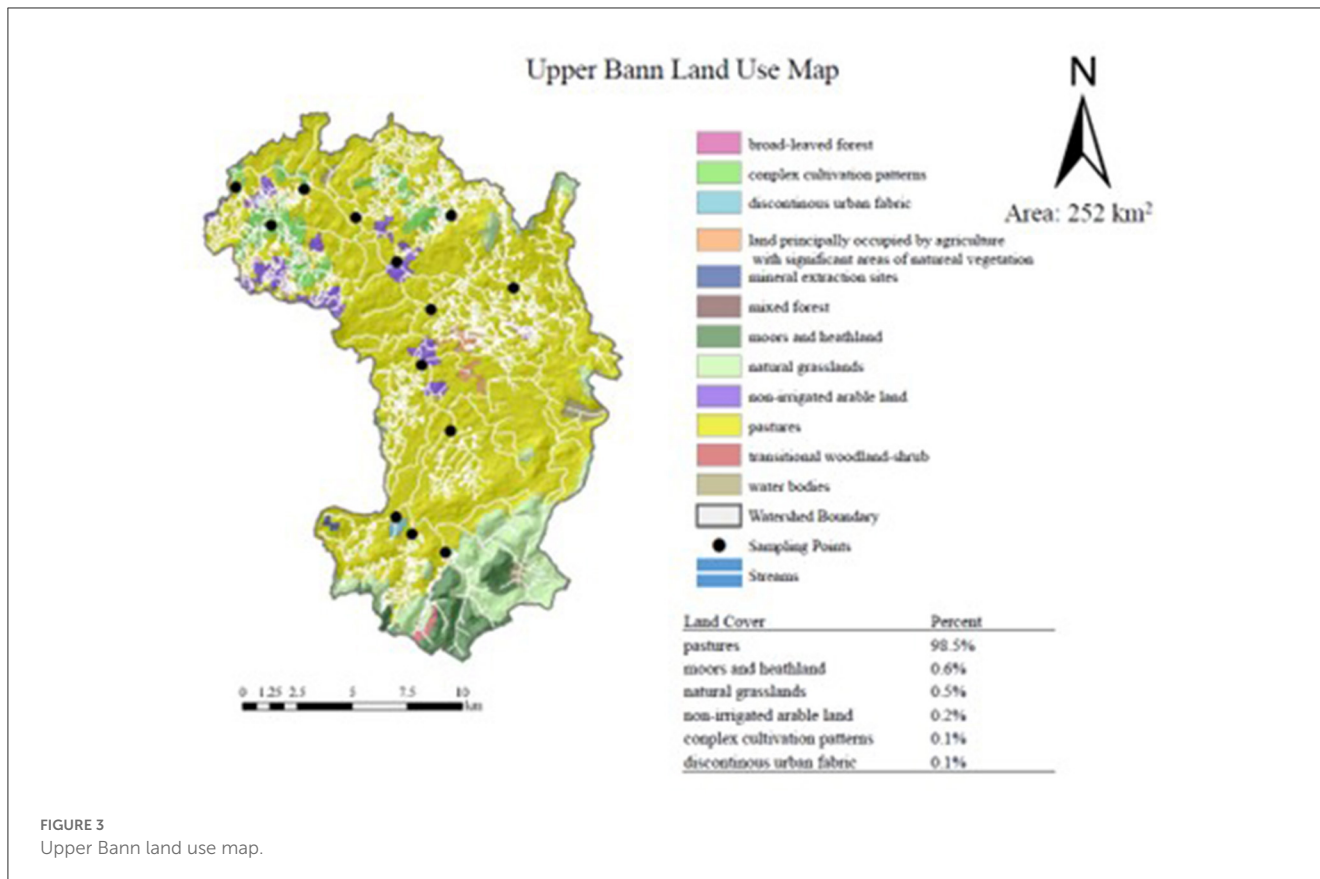 Upper Bann Land Use Map
N
Area: 252 km²
broad-leaved forest
conplex cultivation patterns
discontinous urban fabric
land principally occupied by agriculture
with significant areas of natureal vegetation
mineral extraction sites
mixed forest
moors and heathland
natural grasslands
non-irrigated arable land
pastures
transitional woodland-shrub
water bodies
Watershed Boundary
Sampling Points
Streams
Land Cover Percent
pastures 98.5%
moors and heathland 0.6%
natural grasslands 0.5%
non-irrigated arable land 0.2%
conplex cultivation patterns 0.1%
discontinous urban fabric 0.1%
0 1.25 2.5 5 7.5 10
km
FIGURE 3
Upper Bann land use map.